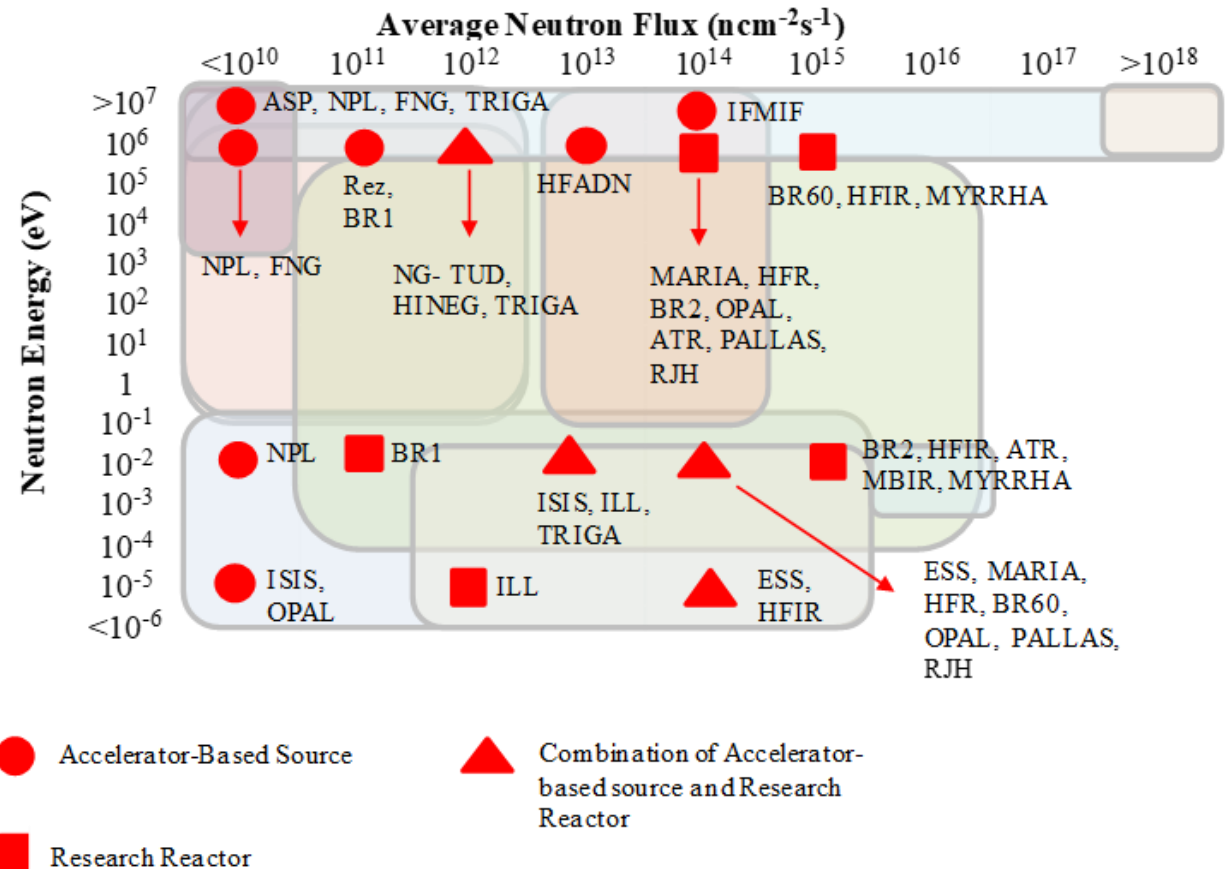 Average Neutron Flux (ncm⁻²s⁻¹)
<10¹⁰ 10¹¹ 10¹² 10¹³ 10¹⁴ 10¹⁵ 10¹⁶ 10¹⁷ >10¹⁸
Neutron Energy (eV)
>10⁷
10⁶
10⁵
10⁴
10³
10²
10¹
1
10⁻¹
10⁻²
10⁻³
10⁻⁴
10⁻⁵
<10⁻⁶
ASP, NPL, FNG, TRIGA
IFMIF
Rez,
BR1
HFADN
BR60, HFIR, MYRRHA
NPL, FNG
NG- TUD,
HINEG, TRIGA
MARIA, HFR,
BR2, OPAL,
ATR, PALLAS,
RJH
NPL
BR1
ISIS, ILL,
TRIGA
BR2, HFIR, ATR,
MBIR, MYRRHA
ISIS,
OPAL
ILL
ESS,
HFIR
ESS, MARIA,
HFR, BR60,
OPAL, PALLAS,
RJH
Accelerator-Based Source
Combination of Accelerator-
based source and Research
Reactor
Research Reactor